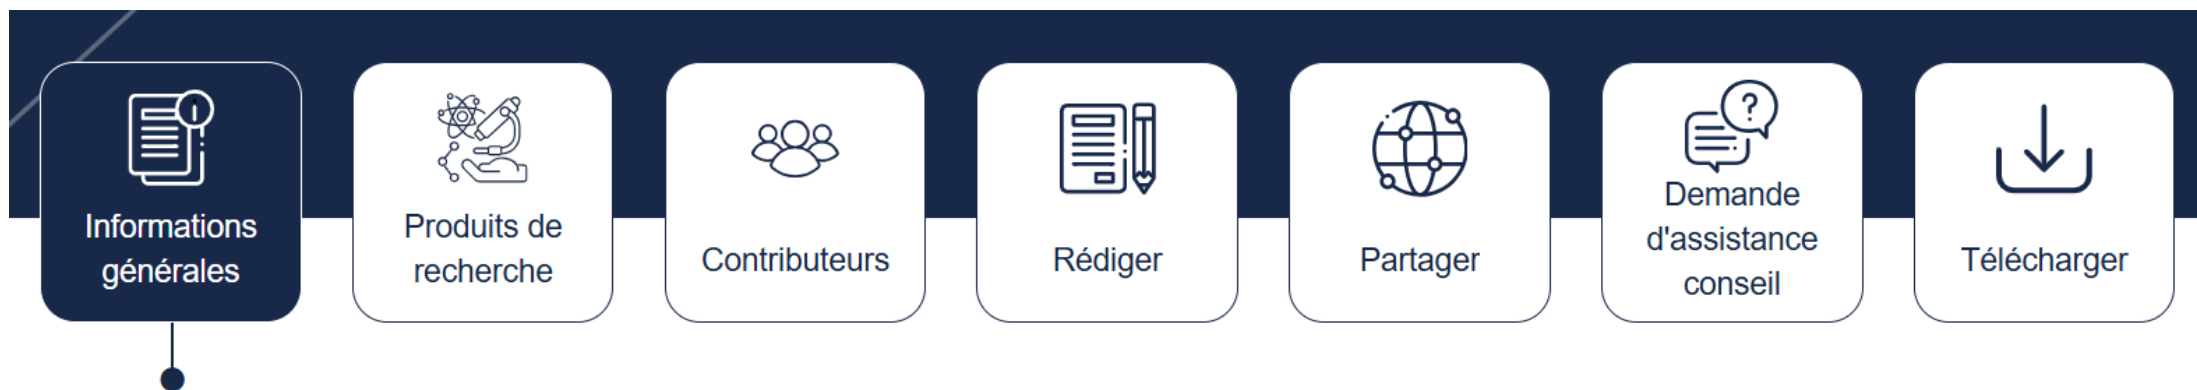 Informations
générales
Produits de
recherche
Contributeurs
Rédiger
Partager
Demande
d'assistance
conseil
Télécharger